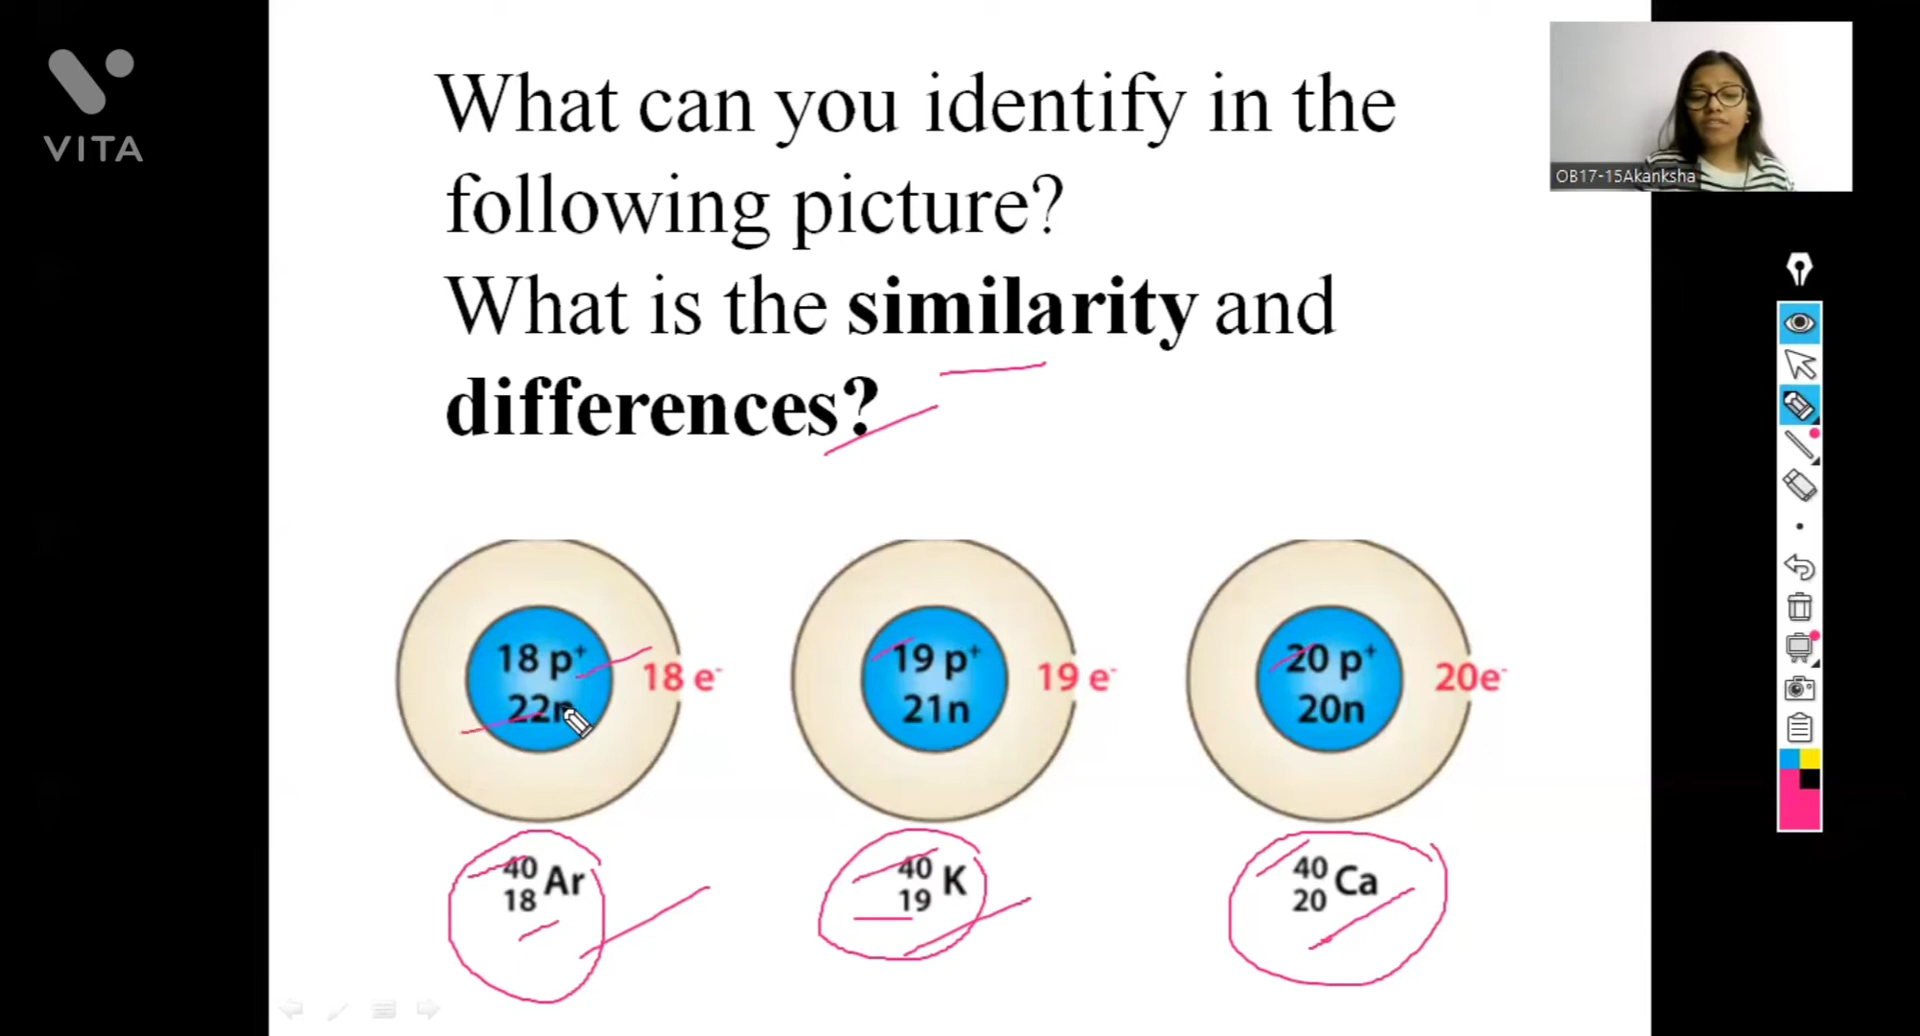 VITA
What can you identify in the
following picture?
What is the similarity and
differences?
OB17-15Akanksha
18 p⁺
22n
18 e⁻
19 p⁺
21n
19 e⁻
20 p⁺
20n
20e⁻
40
18 Ar
40
19 K
40
20 Ca